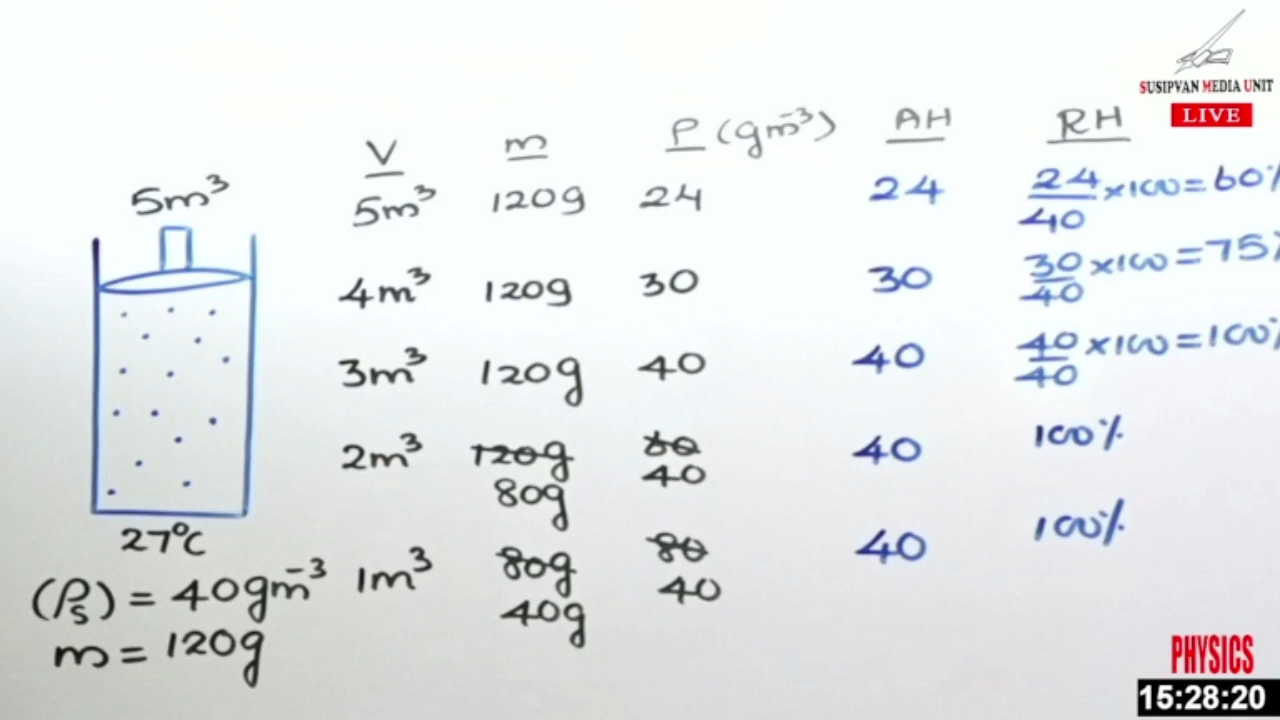 SUSIPVAN MEDIA UNIT
LIVE
V m ρ (gm⁻³) AH RH
5m³
5m³ 120g 24 24 24/40 ×100 = 60%
4m³ 120g 30 30 30/40 ×100 = 75%
3m³ 120g 40 40 40/40 ×100 = 100%
2m³ 120g 60 40 100%
80g 40
27°C
1m³ 80g 80 40 100%
40g 40
(ρs) = 40gm⁻³
m = 120g
PHYSICS
15:28:20